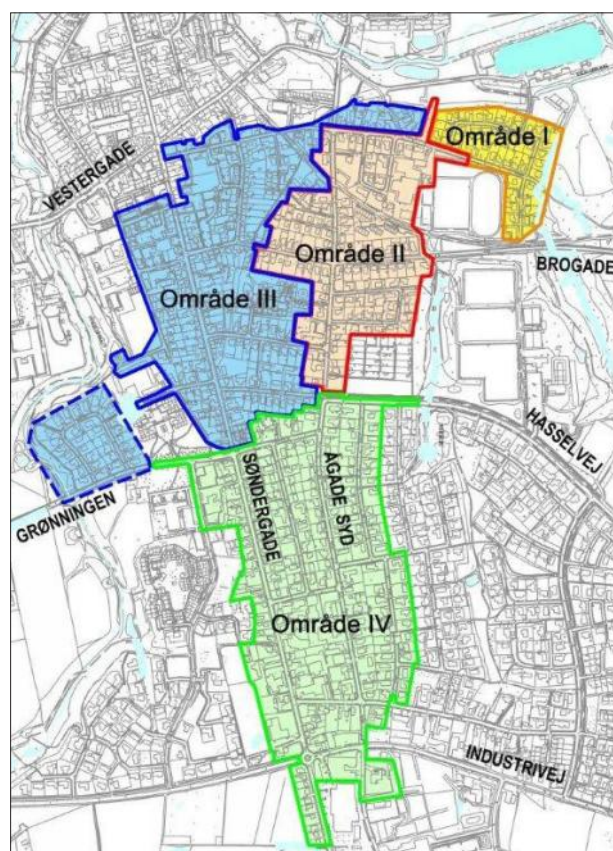 VESTERGADE
Område I
Område II
BROGADE
Område III
HASSELVEJ
GRØNNINGEN
SØNDERGADE
ÅGADE SYD
Område IV
INDUSTRIVEJ